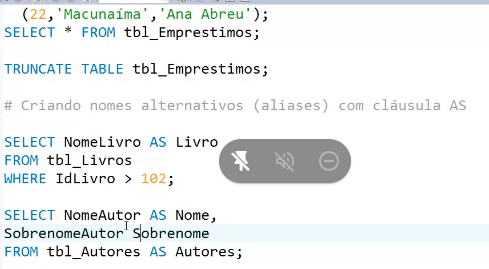 (22,'Macunaíma','Ana Abreu');
SELECT * FROM tbl_Emprestimos;
TRUNCATE TABLE tbl_Emprestimos;
# Criando nomes alternativos (aliases) com cláusula AS
SELECT NomeLivro AS Livro
FROM tbl_Livros
WHERE IdLivro > 102;
SELECT NomeAutor AS Nome,
SobrenomeAutor Sobrenome
FROM tbl_Autores AS Autores;